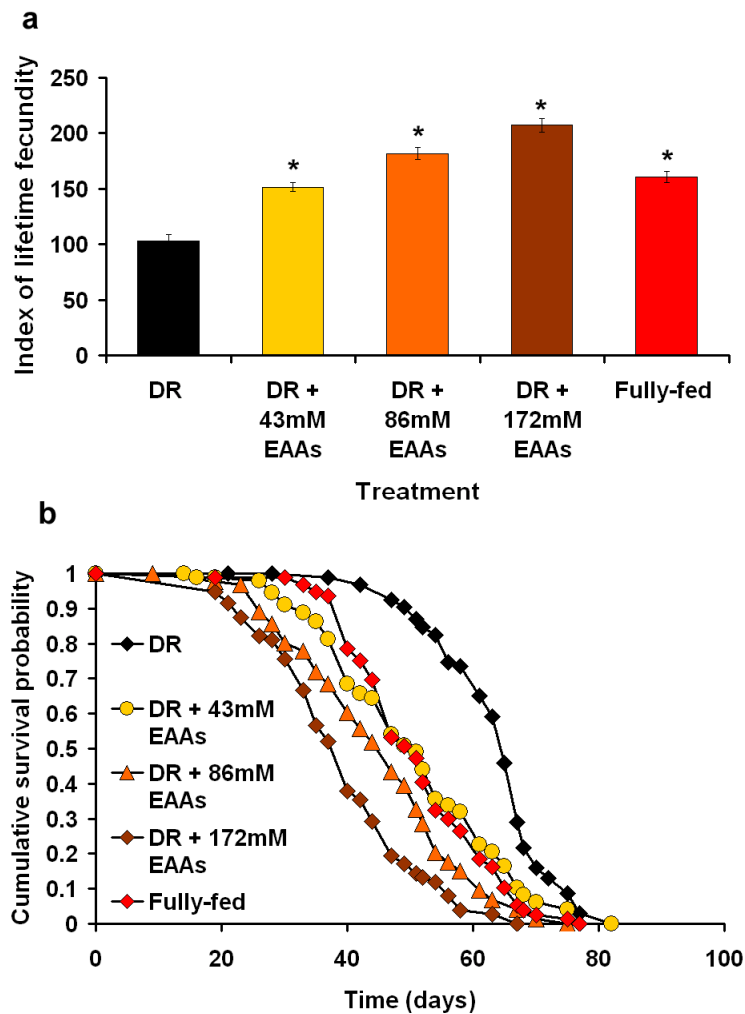 a
Index of lifetime fecundity
250
200
150
100
50
0
*
*
*
*
DR
DR +
43mM
EAAs
DR +
86mM
EAAs
DR +
172mM
EAAs
Fully-fed
Treatment
b
Cumulative survival probability
1
0.9
0.8
0.7
0.6
0.5
0.4
0.3
0.2
0.1
0
DR
DR + 43mM
EAAs
DR + 86mM
EAAs
DR + 172mM
EAAs
Fully-fed
0
20
40
60
80
100
Time (days)